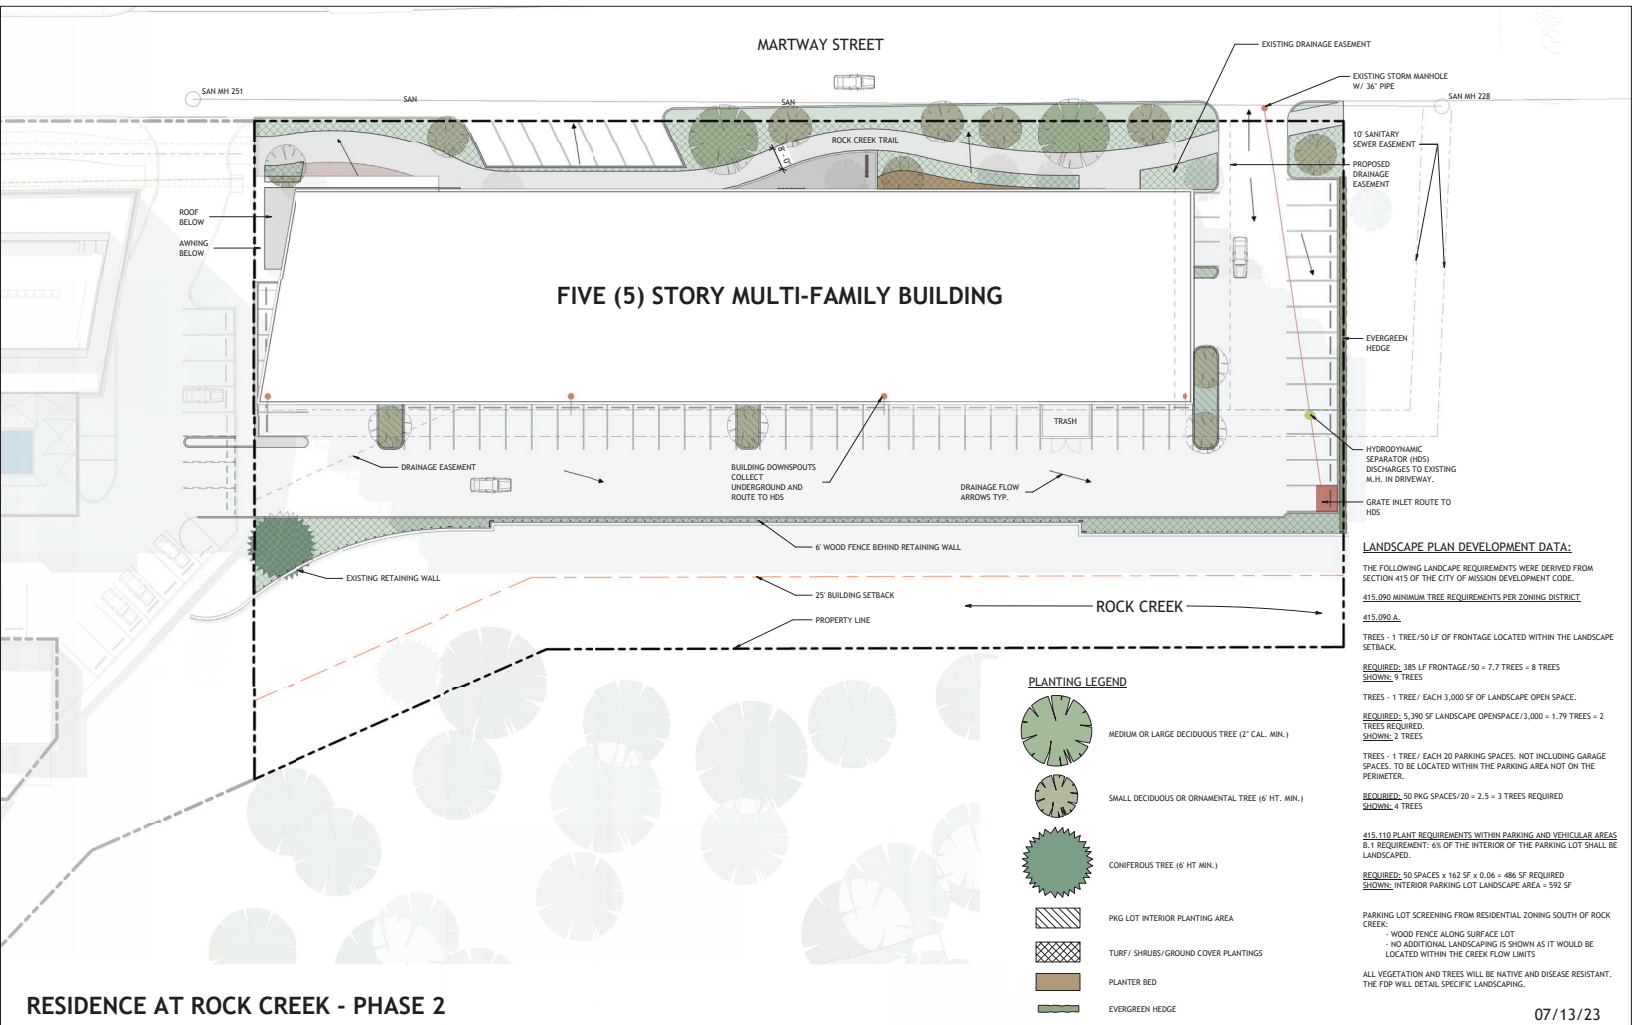 MARTWAY STREET
EXISTING DRAINAGE EASEMENT
EXISTING STORM MANHOLE
W/ 36" PIPE
SAN MH 251
SAN
SAN
SAN MH 228
10' SANITARY
SEWER EASEMENT
ROCK CREEK TRAIL
8' - 0"
PROPOSED
DRAINAGE
EASEMENT
ROOF
BELOW
AWNING
BELOW
FIVE (5) STORY MULTI-FAMILY BUILDING
EVERGREEN
HEDGE
TRASH
DRAINAGE EASEMENT
BUILDING DOWNSPOUTS
COLLECT
UNDERGROUND AND
ROUTE TO HDS
DRAINAGE FLOW
ARROWS TYP.
HYDRODYNAMIC
SEPARATOR (HDS)
DISCHARGES TO EXISTING
M.H. IN DRIVEWAY.
GRATE INLET ROUTE TO
HDS
6' WOOD FENCE BEHIND RETAINING WALL
EXISTING RETAINING WALL
25' BUILDING SETBACK
ROCK CREEK
PROPERTY LINE
PLANTING LEGEND
MEDIUM OR LARGE DECIDUOUS TREE (2" CAL. MIN.)
SMALL DECIDUOUS OR ORNAMENTAL TREE (6' HT. MIN.)
CONIFEROUS TREE (6' HT MIN.)
PKG LOT INTERIOR PLANTING AREA
TURF/ SHRUBS/GROUND COVER PLANTINGS
PLANTER BED
EVERGREEN HEDGE
LANDSCAPE PLAN DEVELOPMENT DATA:
THE FOLLOWING LANDCAPE REQUIREMENTS WERE DERIVED FROM
SECTION 415 OF THE CITY OF MISSION DEVELOPMENT CODE.
415.090 MINIMUM TREE REQUIREMENTS PER ZONING DISTRICT
415.090 A.
TREES - 1 TREE/50 LF OF FRONTAGE LOCATED WITHIN THE LANDSCAPE
SETBACK.
REQUIRED: 385 LF FRONTAGE/50 = 7.7 TREES = 8 TREES
SHOWN: 9 TREES
TREES - 1 TREE/ EACH 3,000 SF OF LANDSCAPE OPEN SPACE.
REQUIRED: 5,390 SF LANDSCAPE OPENSPACE/3,000 = 1.79 TREES = 2
TREES REQUIRED.
SHOWN: 2 TREES
TREES - 1 TREE/ EACH 20 PARKING SPACES. NOT INCLUDING GARAGE
SPACES. TO BE LOCATED WITHIN THE PARKING AREA NOT ON THE
PERIMETER.
REQURIED: 50 PKG SPACES/20 = 2.5 = 3 TREES REQUIRED
SHOWN: 4 TREES
415.110 PLANT REQUIREMENTS WITHIN PARKING AND VEHICULAR AREAS
B.1 REQUIREMENT: 6% OF THE INTERIOR OF THE PARKING LOT SHALL BE
LANDSCAPED.
REQUIRED: 50 SPACES x 162 SF x 0.06 = 486 SF REQUIRED
SHOWN: INTERIOR PARKING LOT LANDSCAPE AREA = 592 SF
PARKING LOT SCREENING FROM RESIDENTIAL ZONING SOUTH OF ROCK
CREEK:
- WOOD FENCE ALONG SURFACE LOT
- NO ADDITIONAL LANDSCAPING IS SHOWN AS IT WOULD BE
LOCATED WITHIN THE CREEK FLOW LIMITS
ALL VEGETATION AND TREES WILL BE NATIVE AND DISEASE RESISTANT.
THE FDP WILL DETAIL SPECIFIC LANDSCAPING.
RESIDENCE AT ROCK CREEK - PHASE 2
07/13/23